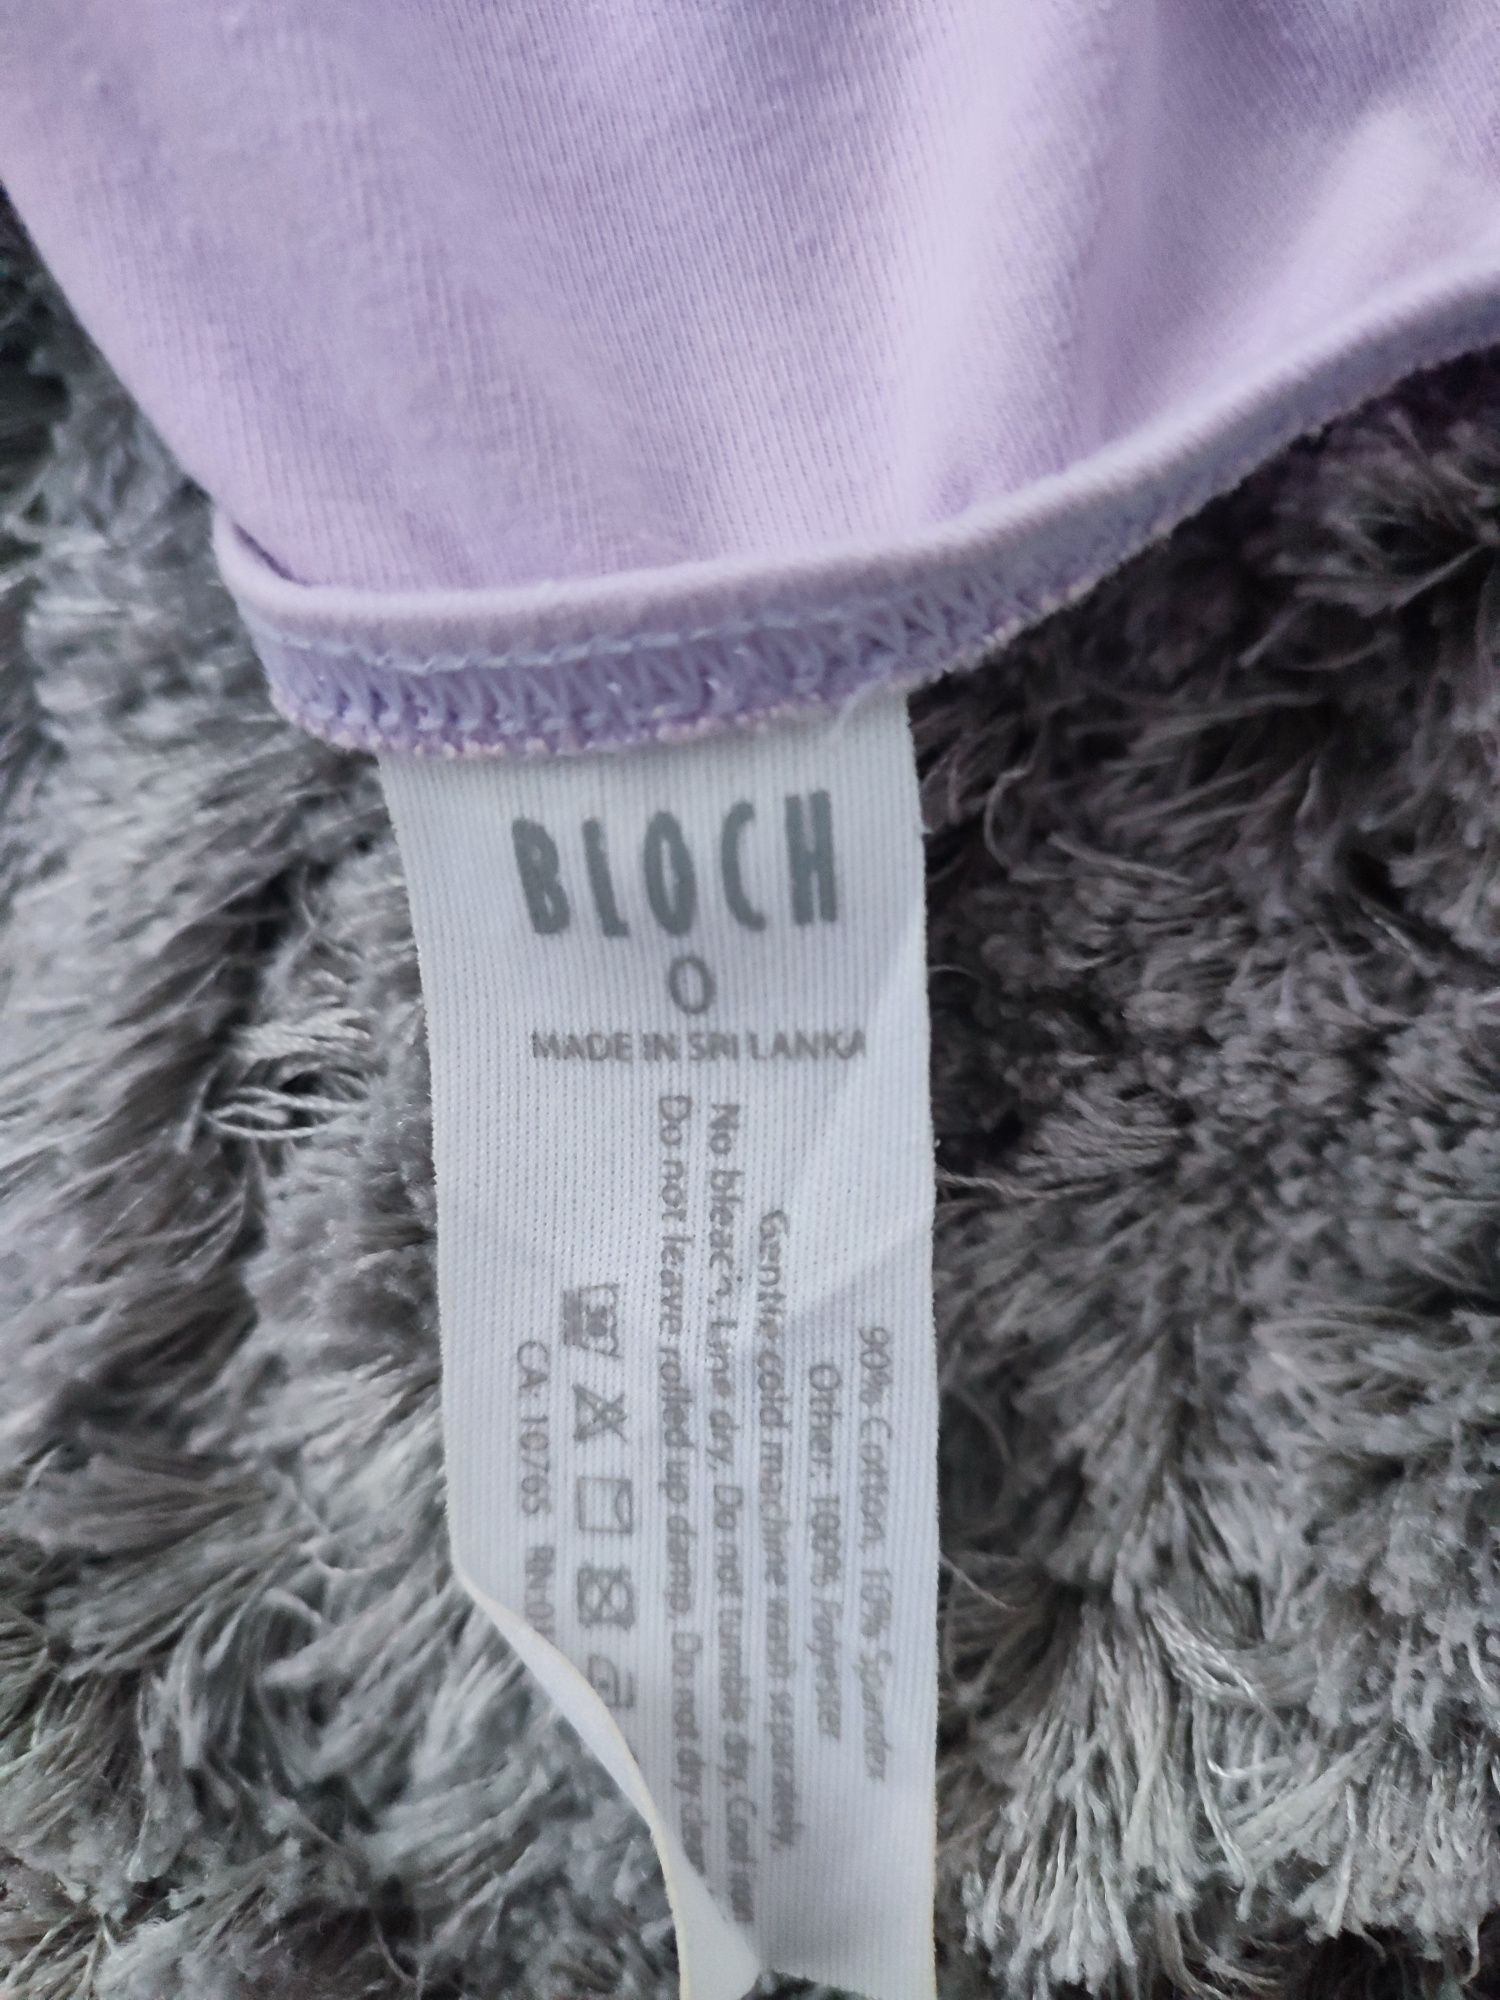 BLOCH
O
MADE IN SRI LANKA
90% Cotton, 10% Spandex
Other: 100% Polyester
Gentle cold machine wash separately,
No bleach, Line dry, Do not tumble dry, Cool iron
Do not leave rolled up damp. Do not dry
CA 10765 RN